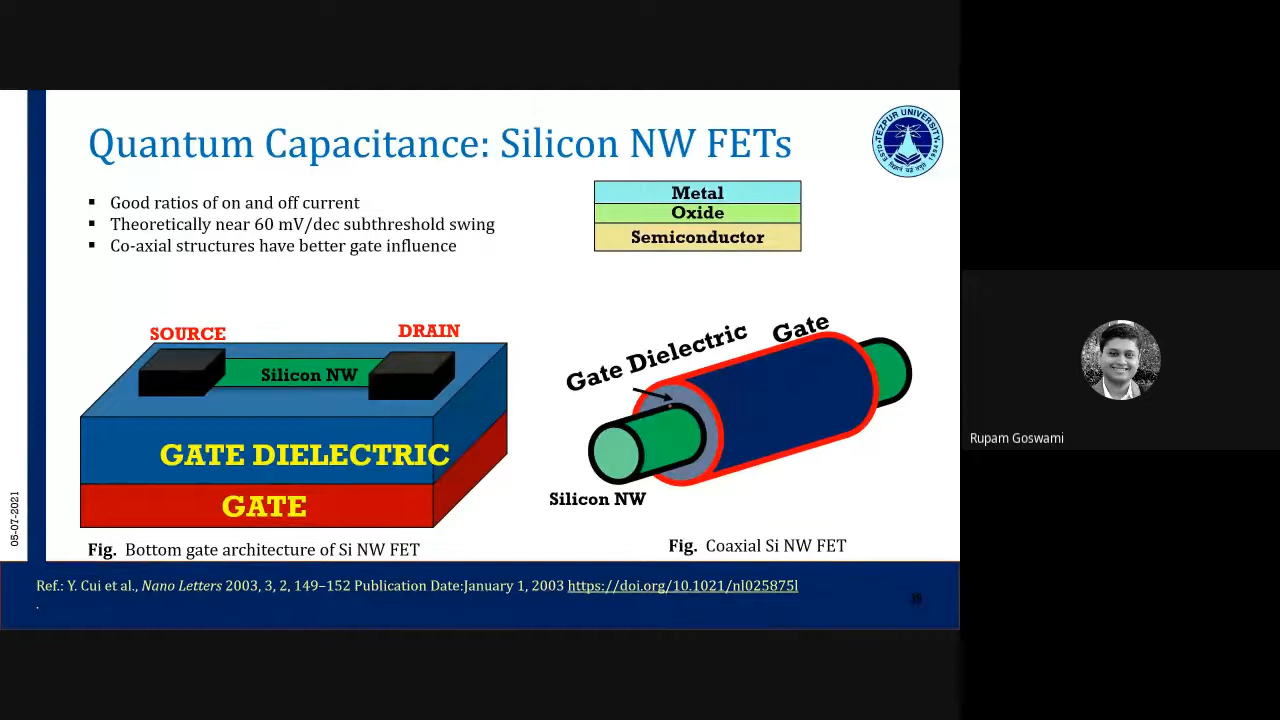 Quantum Capacitance: Silicon NW FETs
TEZPUR UNIVERSITY
▪ Good ratios of on and off current
▪ Theoretically near 60 mV/dec subthreshold swing
▪ Co-axial structures have better gate influence
Metal
Oxide
Semiconductor
SOURCE
DRAIN
Silicon NW
GATE DIELECTRIC
GATE
Fig. Bottom gate architecture of Si NW FET
Gate Dielectric
Gate
Silicon NW
Fig. Coaxial Si NW FET
Ref.: Y. Cui et al., Nano Letters 2003, 3, 2, 149–152 Publication Date:January 1, 2003 https://doi.org/10.1021/nl025875l
.
Rupam Goswami